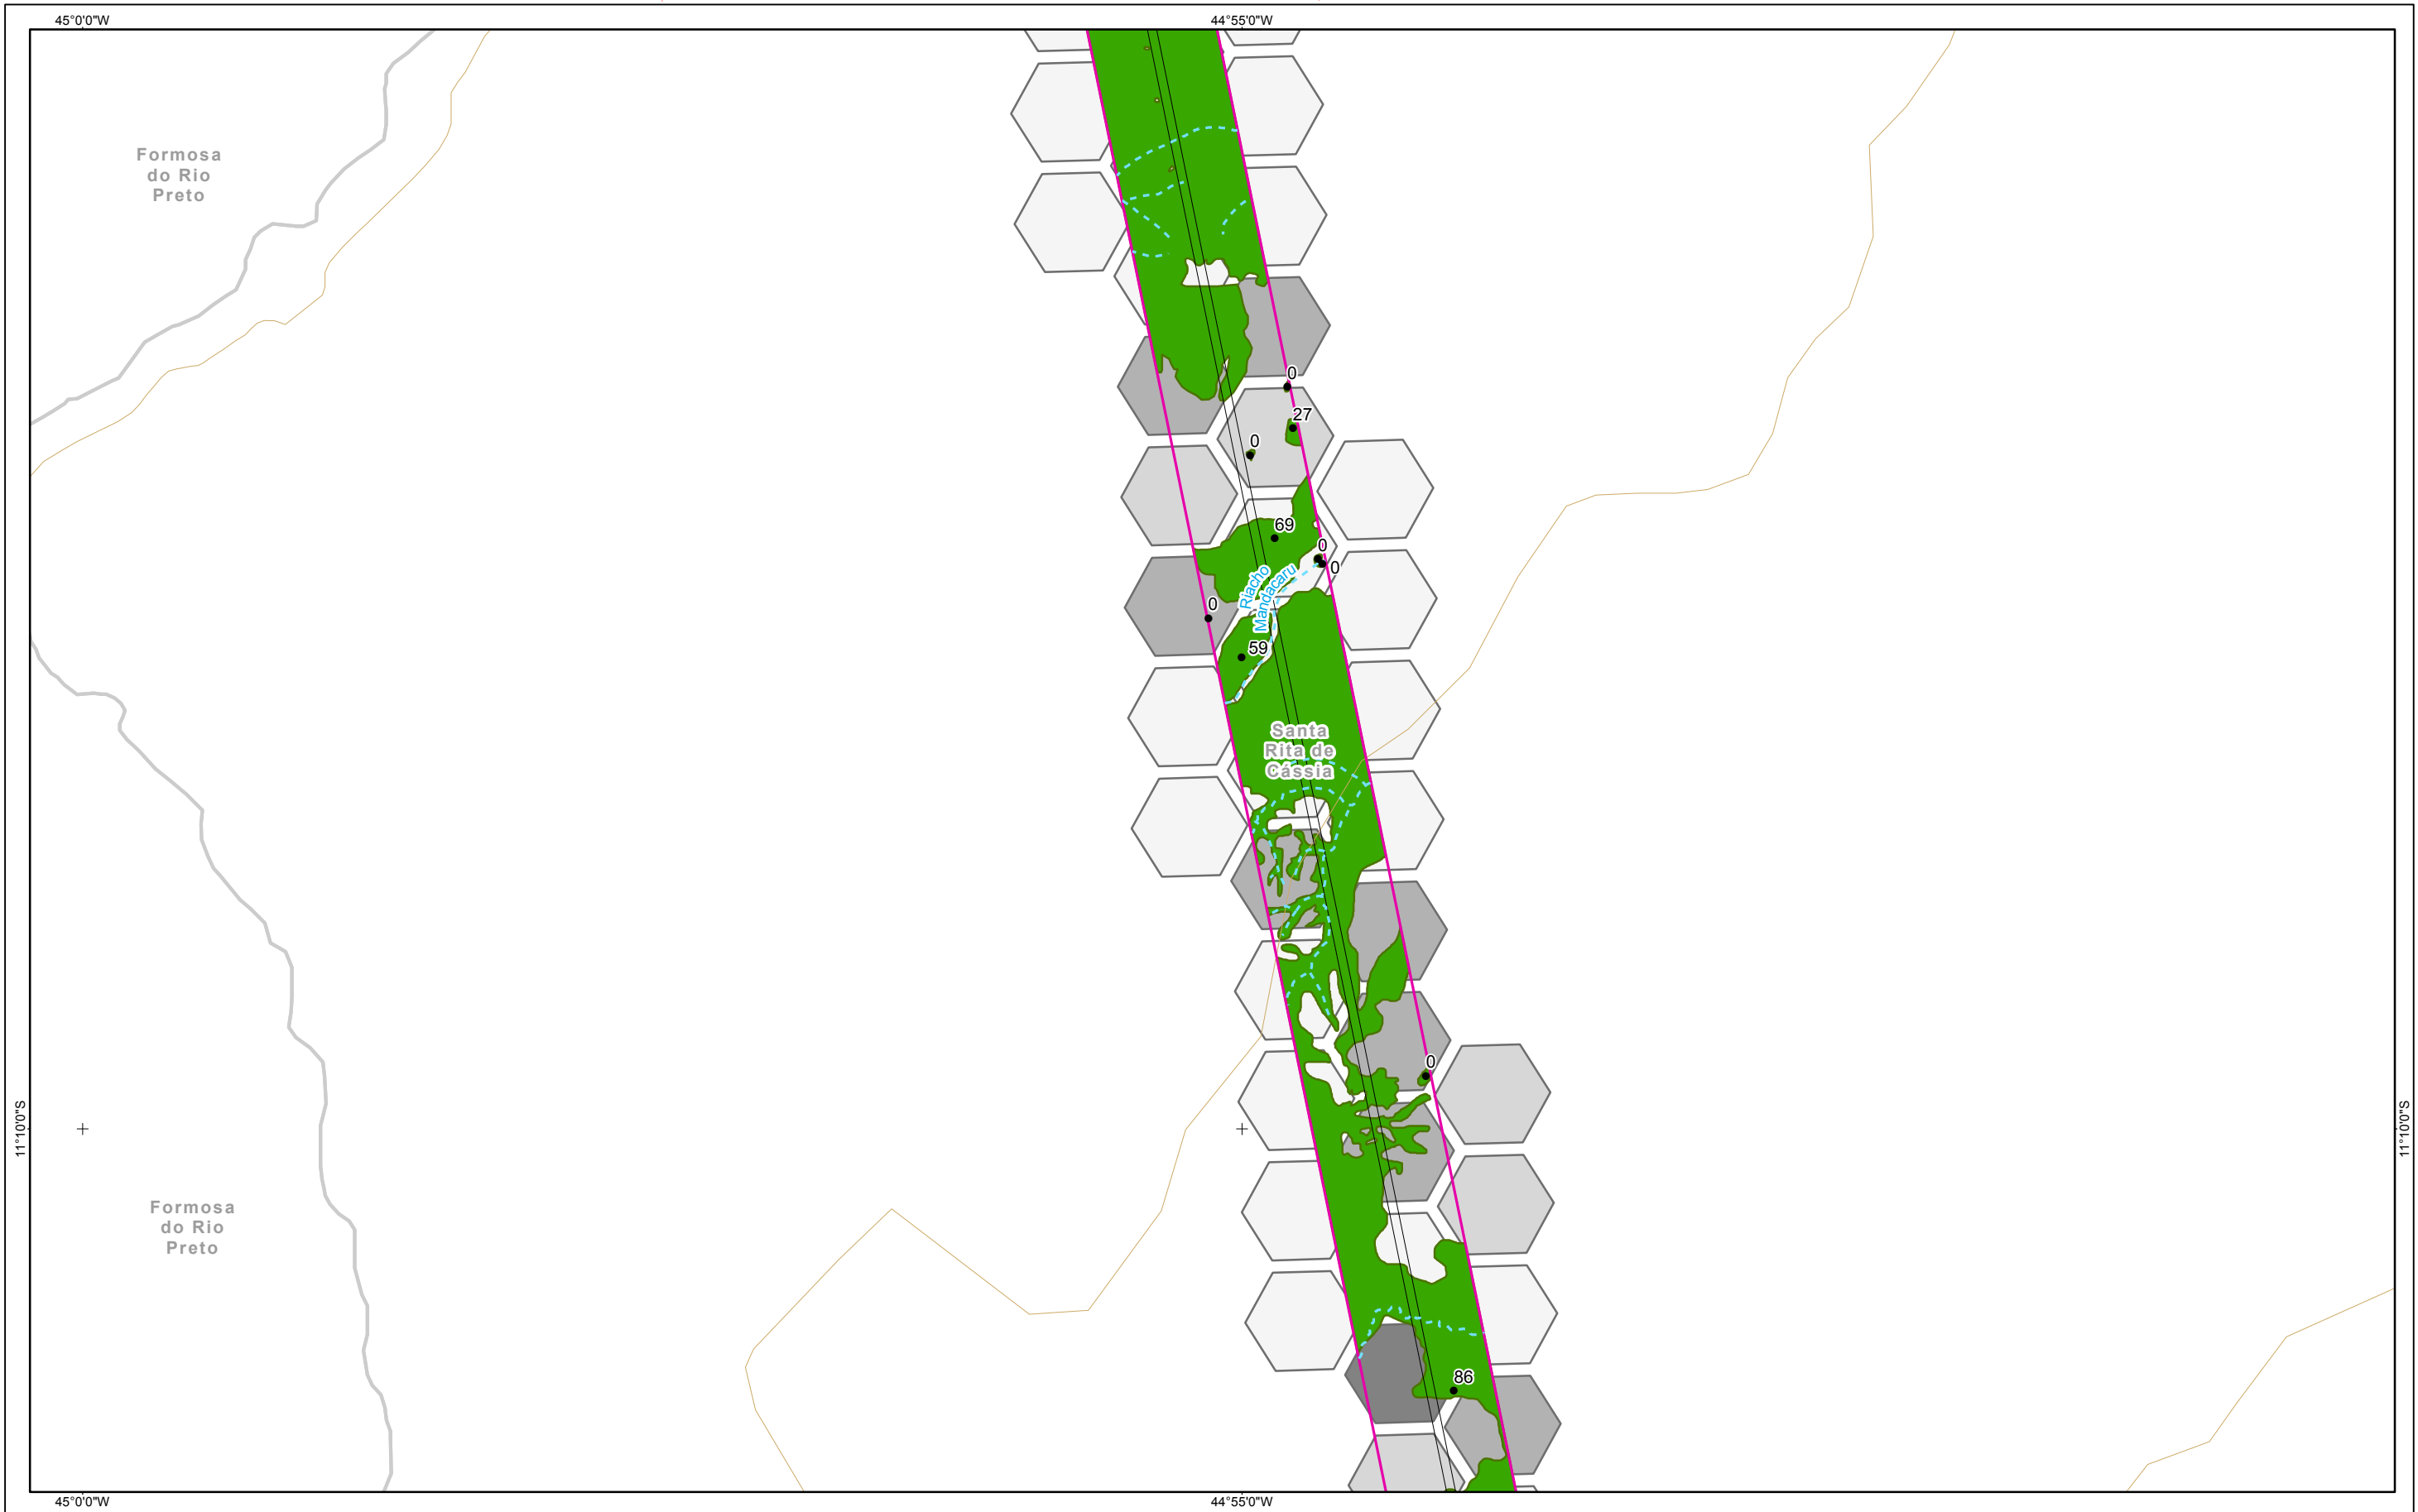 45°0'0"W
44°55'0"W
Formosa
do Rio
Preto
0
27
0
69
0
0
Riacho
Mandacaru
0
59
Santa
Rita de
Cássia
0
11°10'0"S
11°10'0"S
Formosa
do Rio
Preto
86
45°0'0"W
44°55'0"W